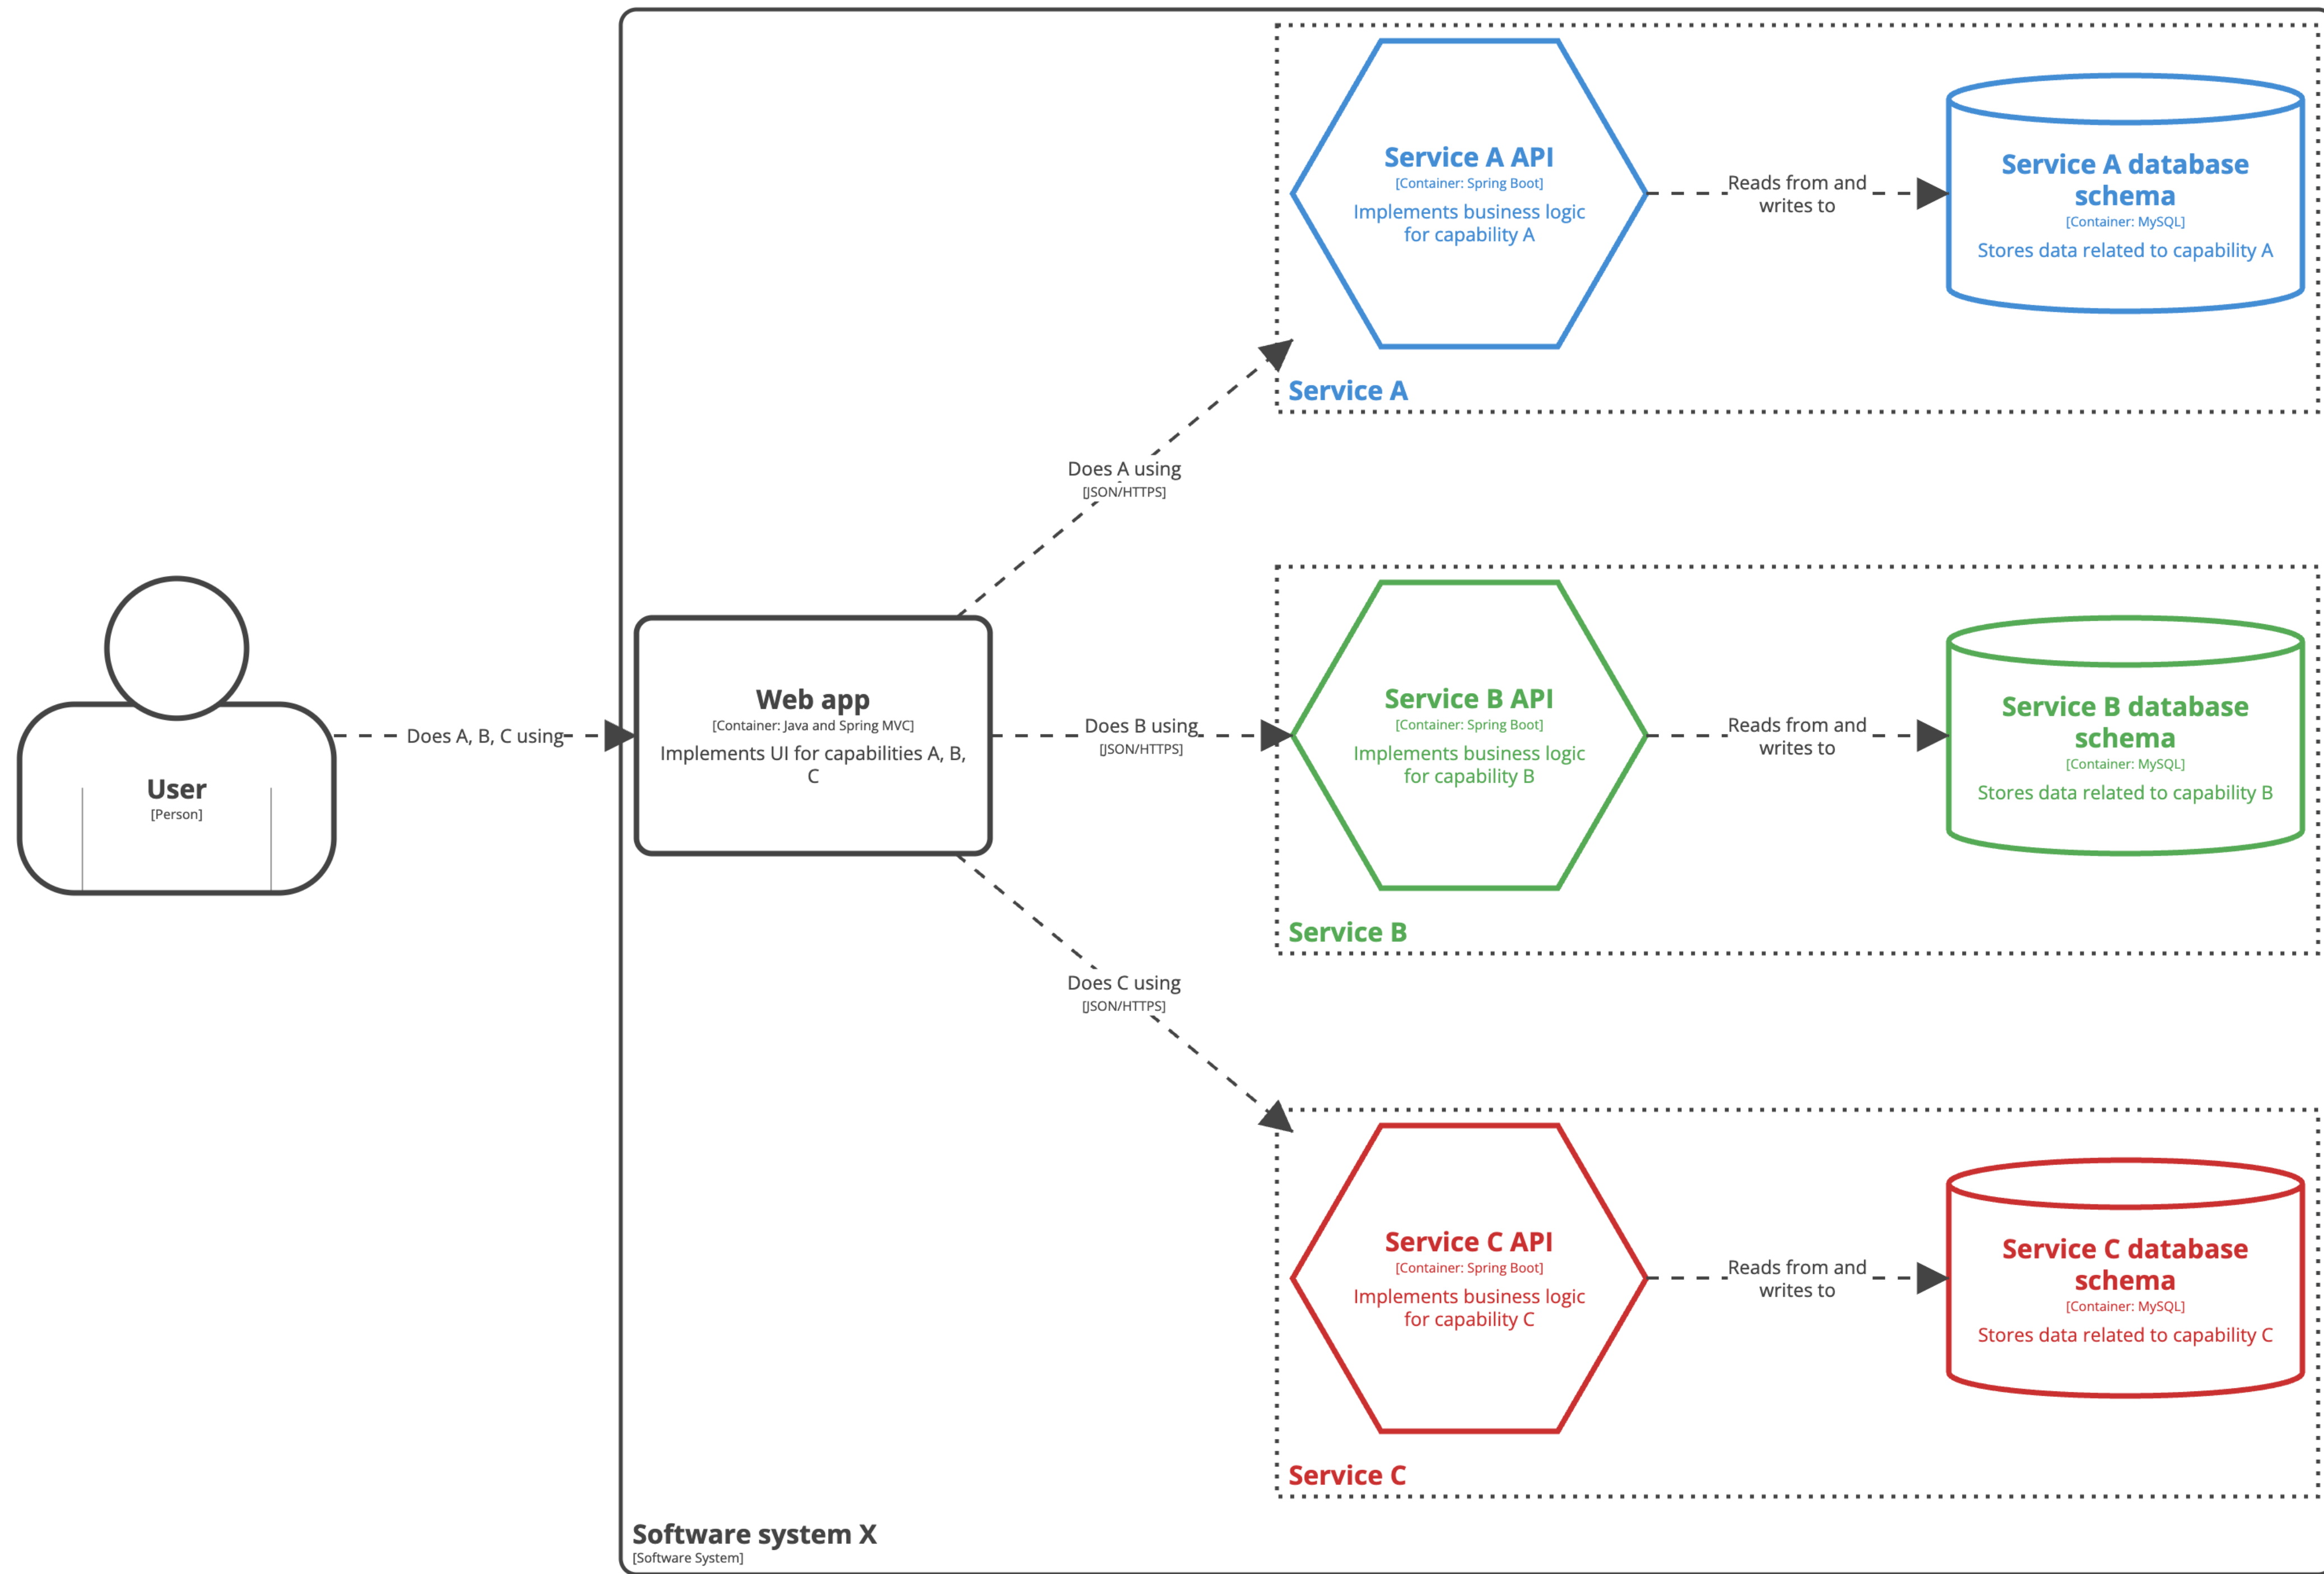 Service A API
[Container: Spring Boot]
Implements business logic
for capability A
Reads from and
writes to
Service A database
schema
[Container: MySQL]
Stores data related to capability A
Service A
Does A using
[JSON/HTTPS]
User
[Person]
Does A, B, C using
Web app
[Container: Java and Spring MVC]
Implements UI for capabilities A, B,
C
Does B using
[JSON/HTTPS]
Service B API
[Container: Spring Boot]
Implements business logic
for capability B
Reads from and
writes to
Service B database
schema
[Container: MySQL]
Stores data related to capability B
Service B
Does C using
[JSON/HTTPS]
Service C API
[Container: Spring Boot]
Implements business logic
for capability C
Reads from and
writes to
Service C database
schema
[Container: MySQL]
Stores data related to capability C
Service C
Software system X
[Software System]